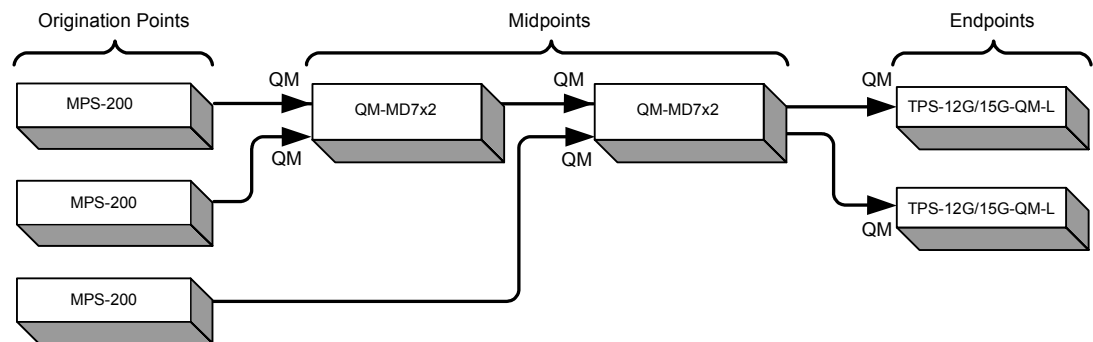 Origination Points
Midpoints
Endpoints
QM
QM
QM
MPS-200
QM-MD7x2
QM-MD7x2
TPS-12G/15G-QM-L
QM
QM
MPS-200
TPS-12G/15G-QM-L
QM
MPS-200